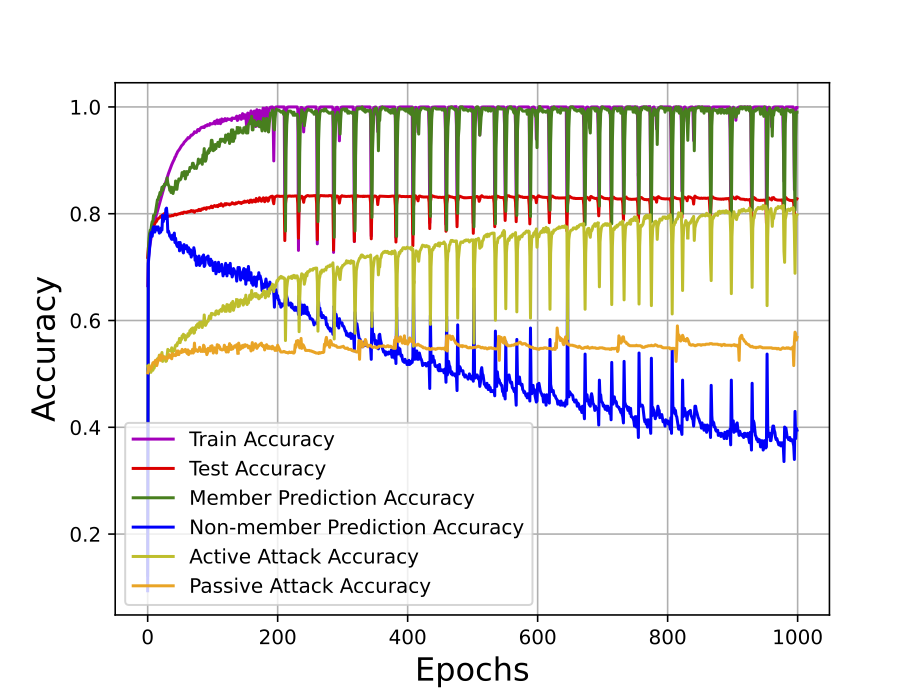 1.0
0.8
0.6
0.4
0.2
Accuracy
Train Accuracy
Test Accuracy
Member Prediction Accuracy
Non-member Prediction Accuracy
Active Attack Accuracy
Passive Attack Accuracy
0 200 400 600 800 1000
Epochs